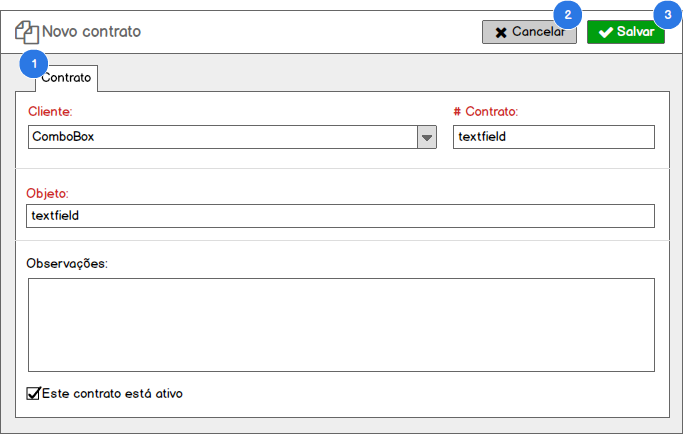 2
3
Novo contrato
Cancelar
Salvar
1
Contrato
Cliente:
# Contrato:
ComboBox
textfield
Objeto:
textfield
Observações:
Este contrato está ativo